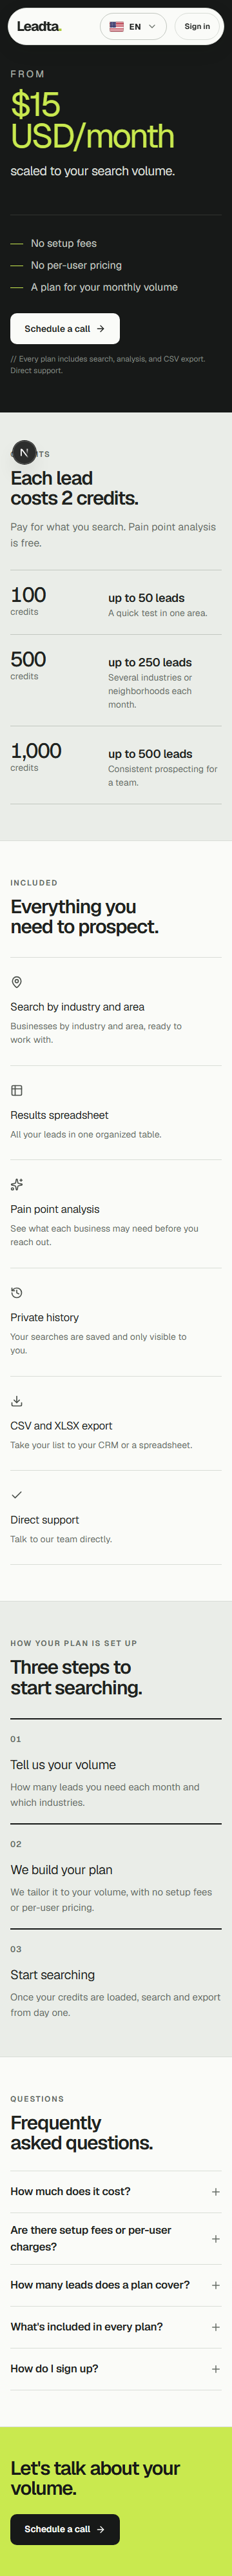 Leadta.
EN
Sign in
FROM
$15
USD/month
scaled to your search volume.
No setup fees
No per-user pricing
A plan for your monthly volume
Schedule a call
// Every plan includes search, analysis, and CSV export.
Direct support.
N
Each lead
costs 2 credits.
Pay for what you search. Pain point analysis
is free.
100
credits
up to 50 leads
A quick test in one area.
500
credits
up to 250 leads
Several industries or
neighborhoods each
month.
1,000
credits
up to 500 leads
Consistent prospecting for
a team.
INCLUDED
Everything you
need to prospect.
Search by industry and area
Businesses by industry and area, ready to
work with.
Results spreadsheet
All your leads in one organized table.
Pain point analysis
See what each business may need before you
reach out.
Private history
Your searches are saved and only visible to
you.
CSV and XLSX export
Take your list to your CRM or a spreadsheet.
Direct support
Talk to our team directly.
HOW YOUR PLAN IS SET UP
Three steps to
start searching.
01
Tell us your volume
How many leads you need each month and
which industries.
02
We build your plan
We tailor it to your volume, with no setup fees
or per-user pricing.
03
Start searching
Once your credits are loaded, search and export
from day one.
QUESTIONS
Frequently
asked questions.
How much does it cost?
Are there setup fees or per-user
charges?
How many leads does a plan cover?
What's included in every plan?
How do I sign up?
Let's talk about your
volume.
Schedule a call